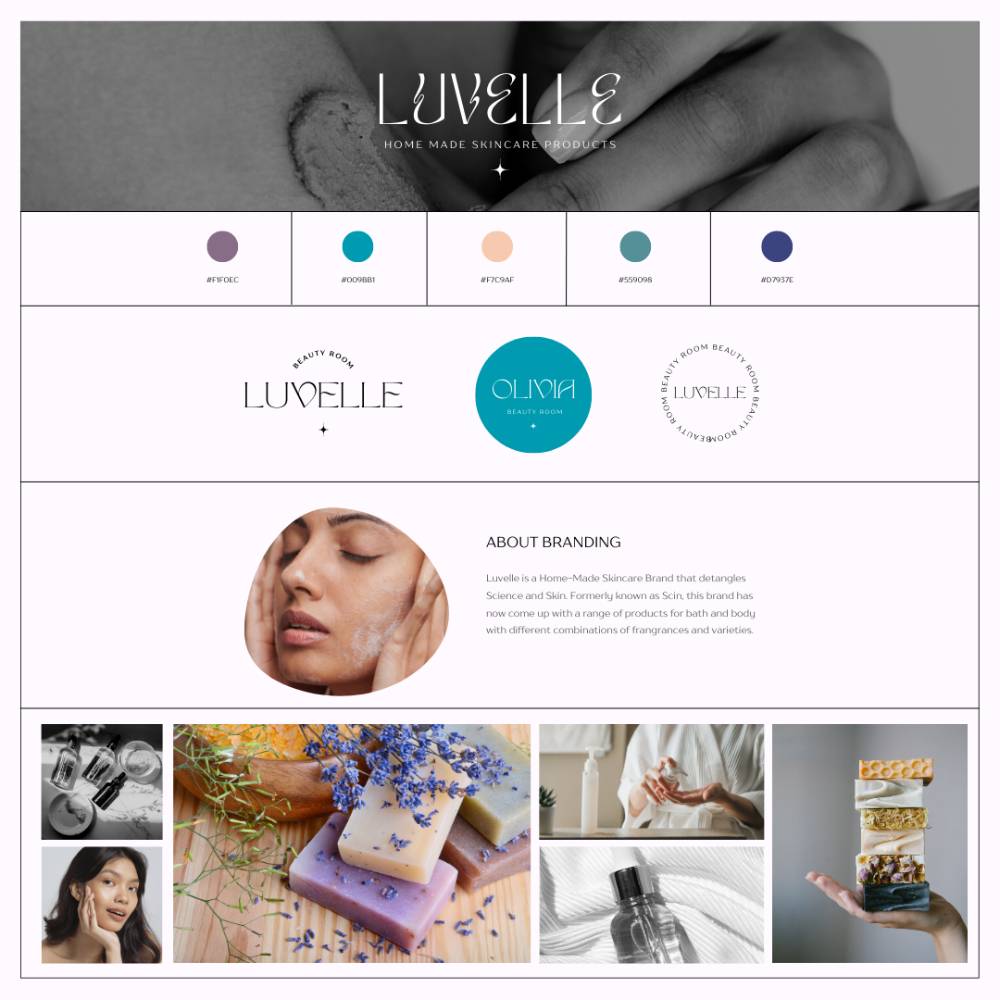 LUVELLE
HOME MADE SKINCARE PRODUCTS
#F1F0EC
#009BB1
#F7C9AF
#559098
#D7937E
BEAUTY ROOM
LUVELLE
OLIVIA
BEAUTY ROOM
BEAUTY ROOM BEAUTY ROOM BEAUTY ROOM BEAUTY ROOM
LUVELLE
ABOUT BRANDING
Luvelle is a Home-Made Skincare Brand that detangles
Science and Skin. Formerly known as Scin, this brand has
now come up with a range of products for bath and body
with different combinations of frangrances and varieties.